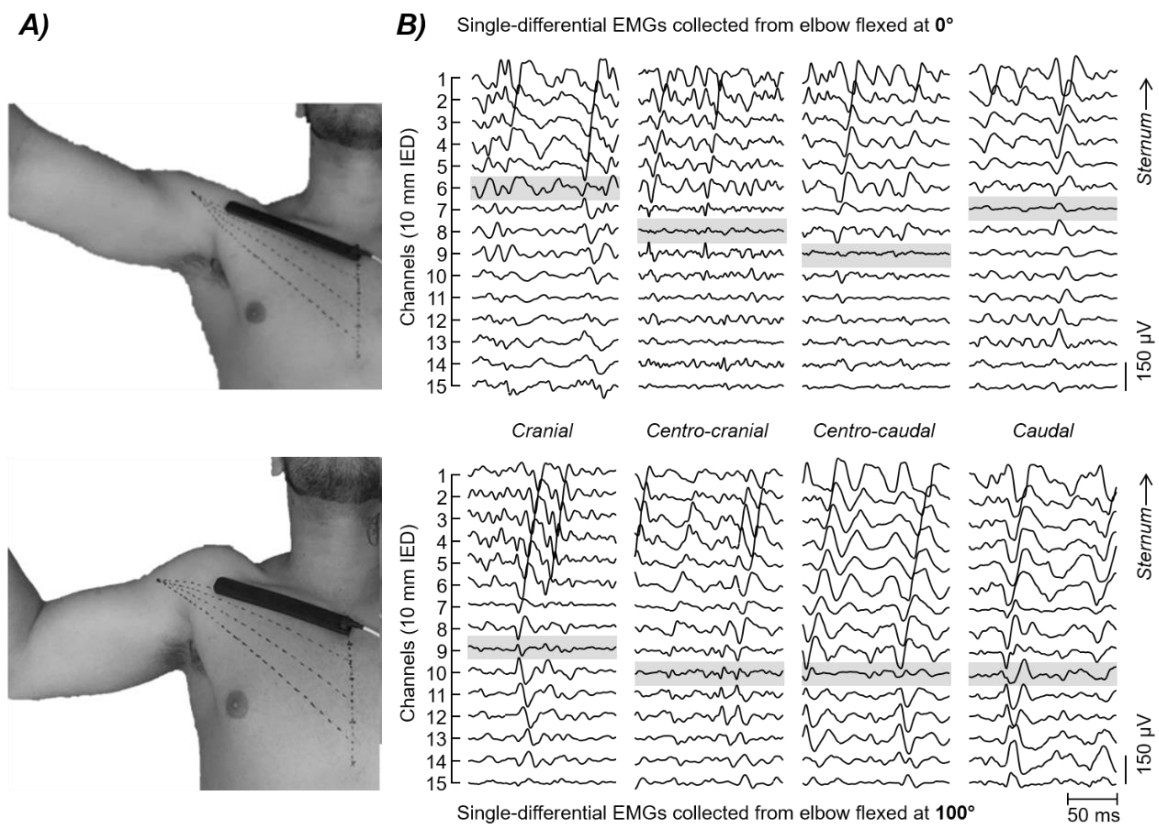 A)
B)
Single-differential EMGs collected from elbow flexed at 0°
Channels (10 mm IED)
1
2
3
4
5
6
7
8
9
10
11
12
13
14
15
Sternum
150 µV
Cranial
Centro-cranial
Centro-caudal
Caudal
Channels (10 mm IED)
1
2
3
4
5
6
7
8
9
10
11
12
13
14
15
Sternum
150 µV
Single-differential EMGs collected from elbow flexed at 100°
50 ms